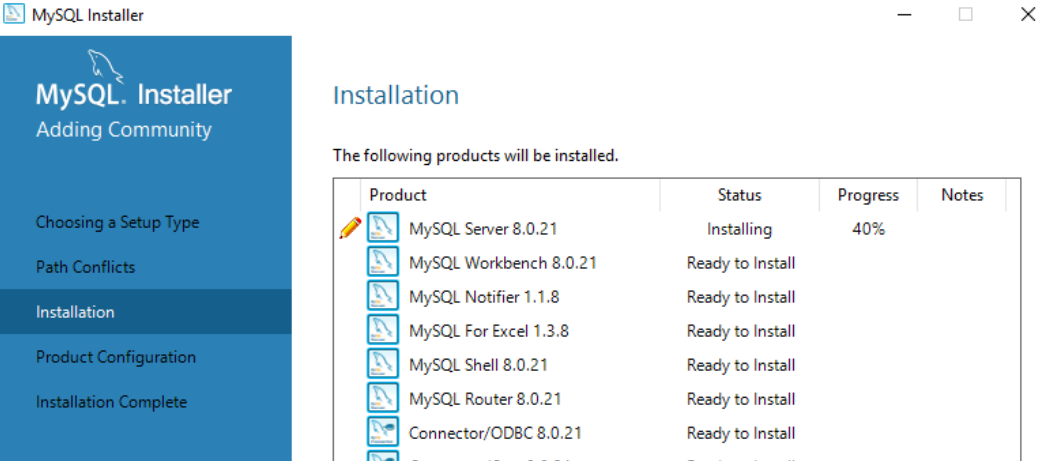 MySQL Installer
MySQL. Installer
Adding Community
Choosing a Setup Type
Path Conflicts
Installation
Product Configuration
Installation Complete
Installation
The following products will be installed.
Product Status Progress Notes
MySQL Server 8.0.21 Installing 40%
MySQL Workbench 8.0.21 Ready to Install
MySQL Notifier 1.1.8 Ready to Install
MySQL For Excel 1.3.8 Ready to Install
MySQL Shell 8.0.21 Ready to Install
MySQL Router 8.0.21 Ready to Install
Connector/ODBC 8.0.21 Ready to Install